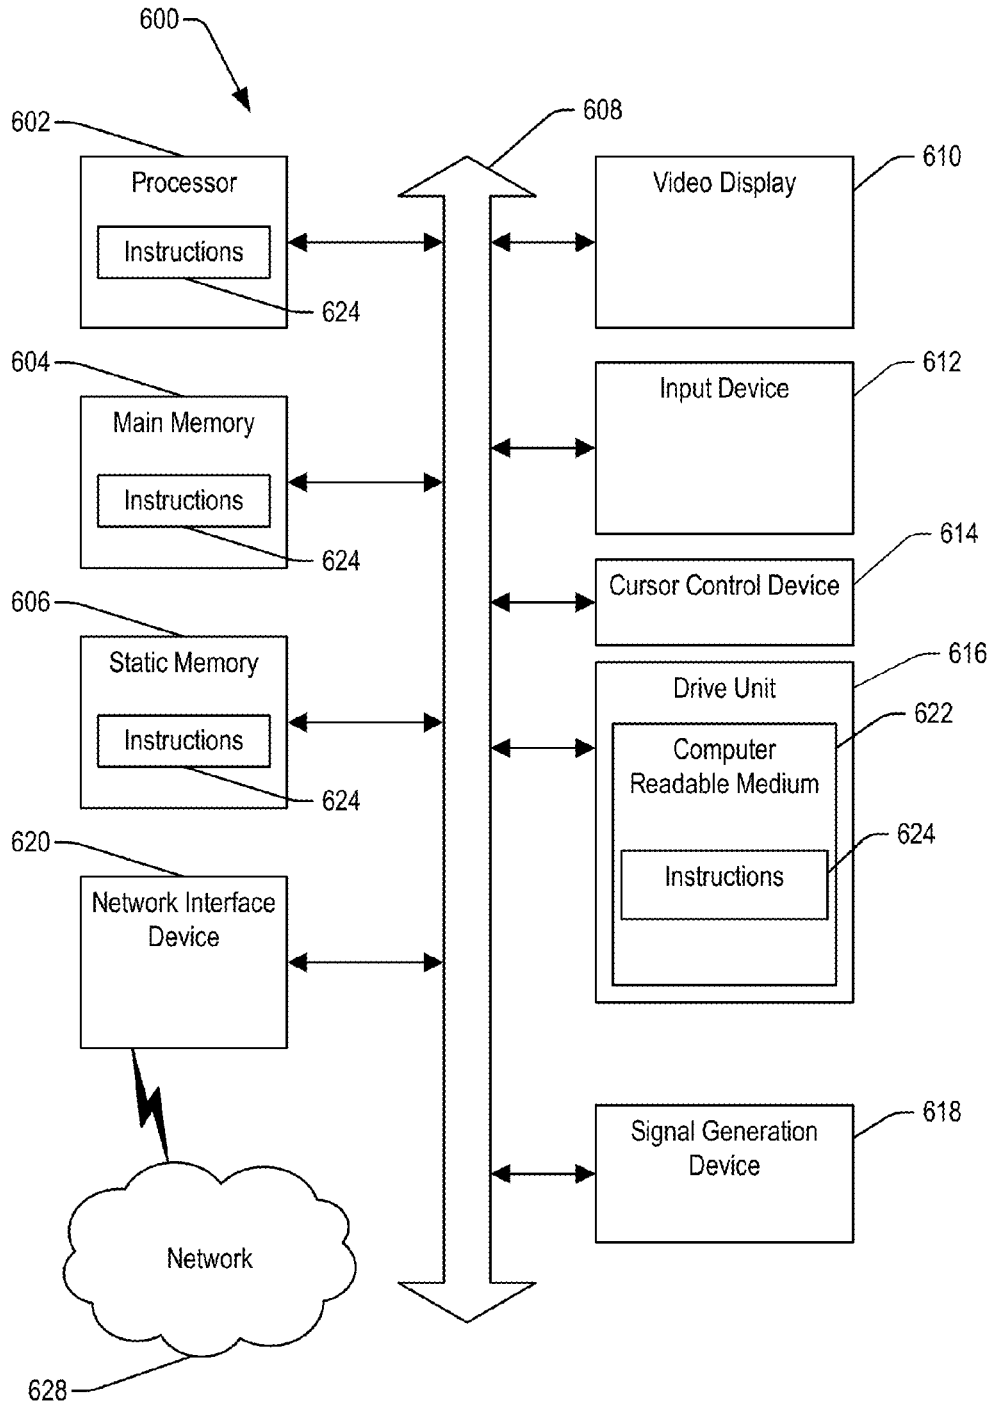 600
602
Processor
Instructions
624
604
Main Memory
Instructions
624
606
Static Memory
Instructions
624
620
Network Interface
Device
Network
628
608
610
Video Display
612
Input Device
614
Cursor Control Device
616
Drive Unit
622
Computer
Readable Medium
624
Instructions
618
Signal Generation
Device